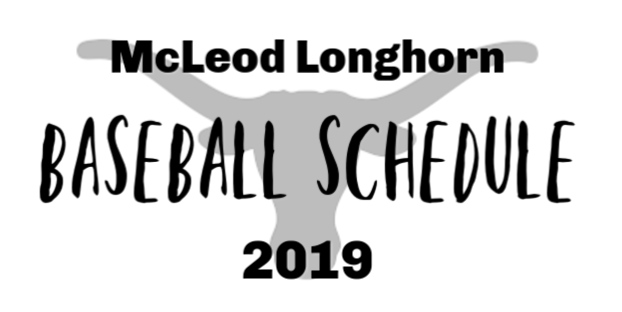 McLeod Longhorn
BASEBALL SCHEDULE
2019